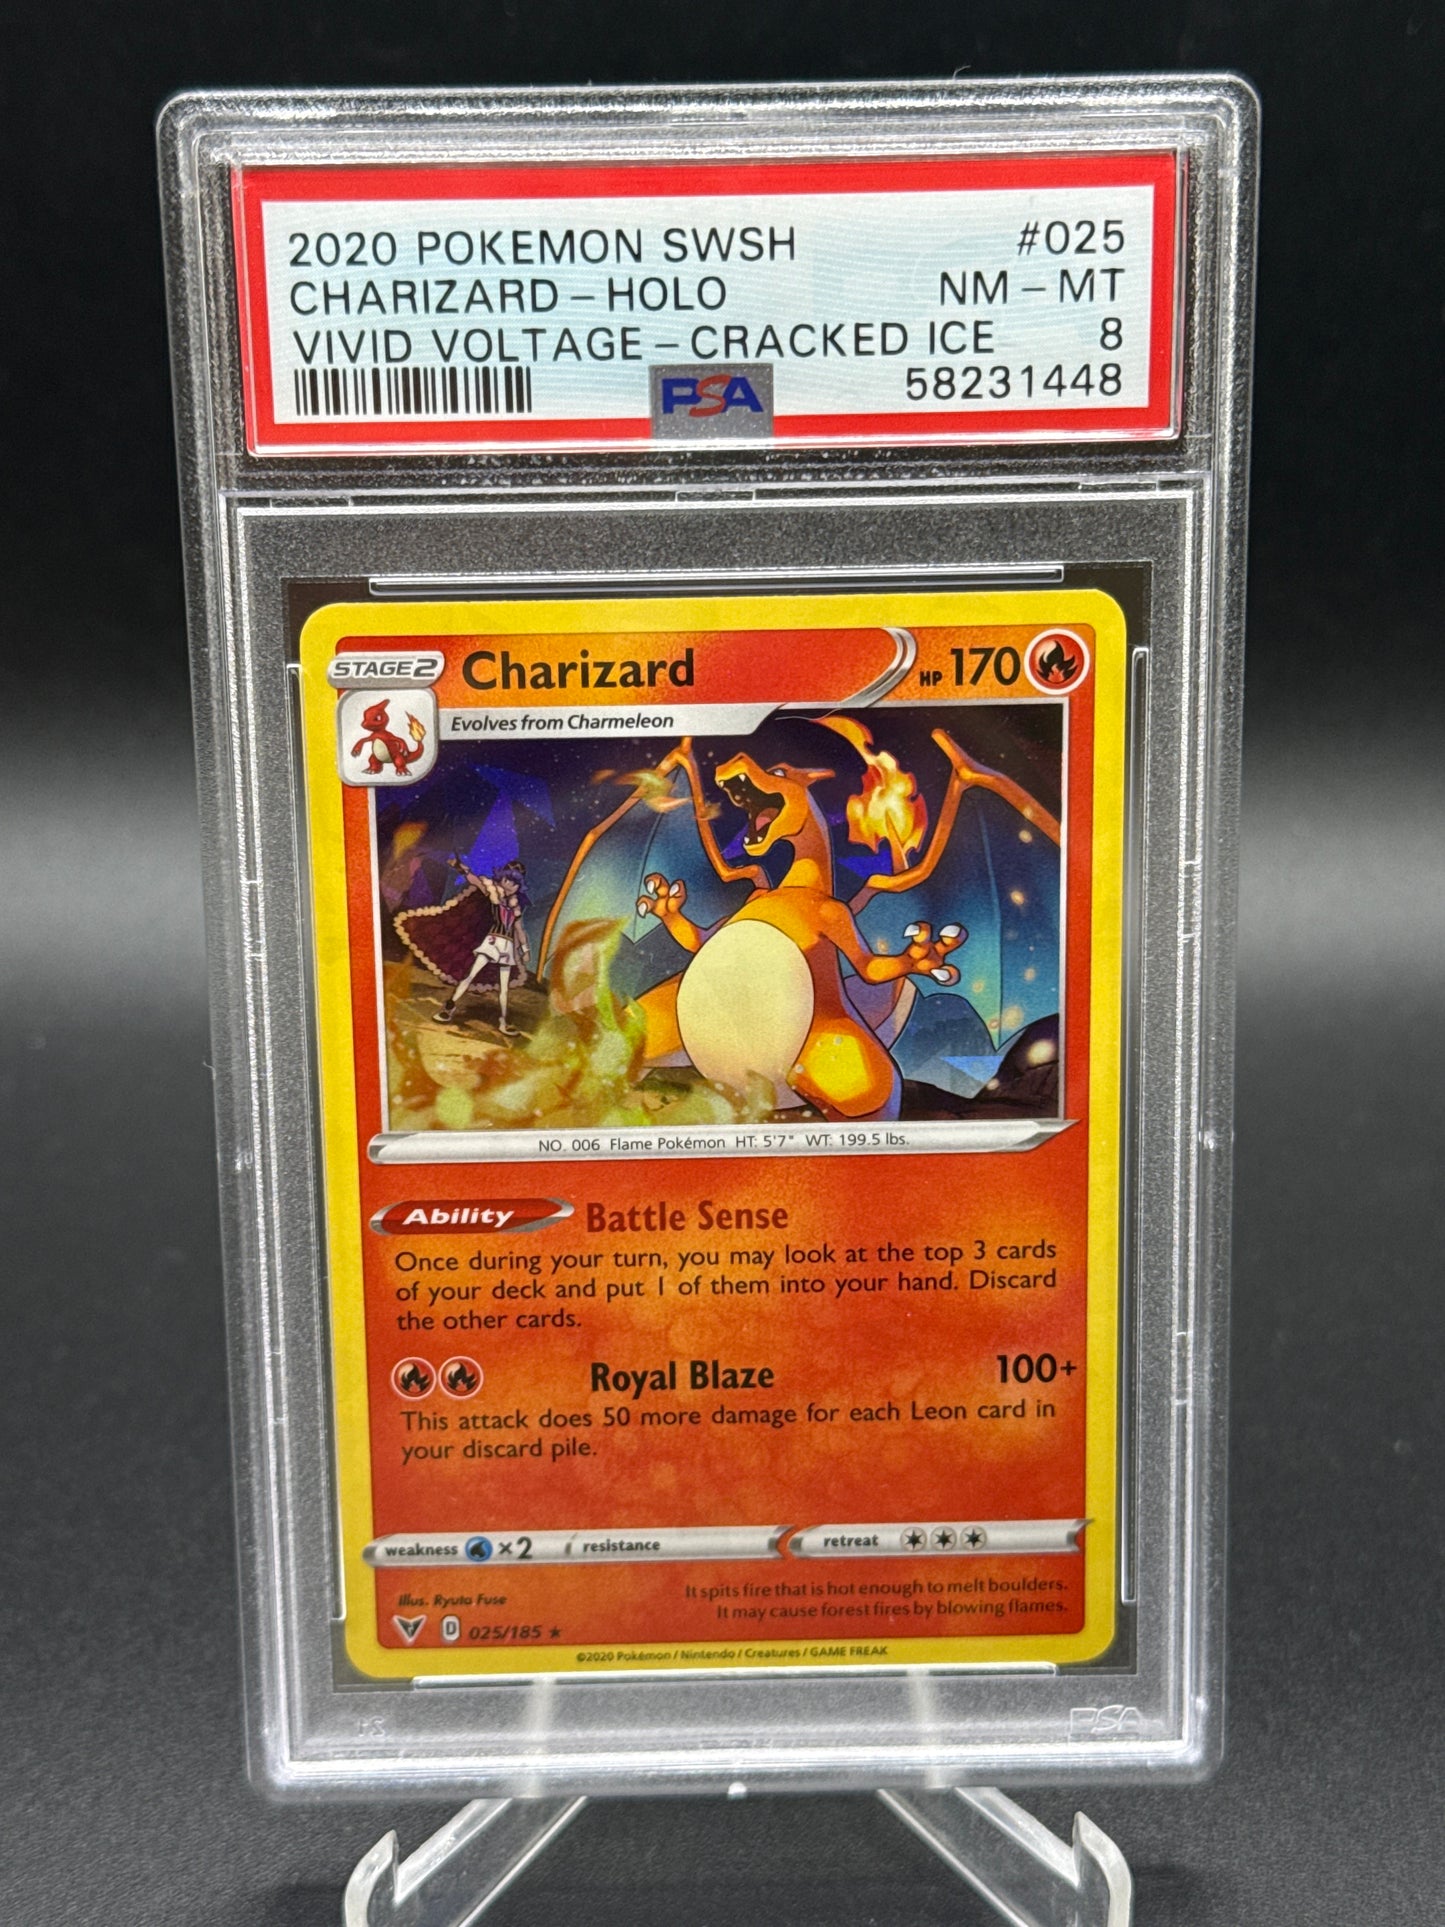 2020 POKEMON SWSH #025
CHARIZARD - HOLO NM - MT
VIVID VOLTAGE - CRACKED ICE 8
PSA 58231448
STAGE 2 Charizard HP 170
Evolves from Charmeleon
NO. 006 Flame Pokémon HT: 5'7" WT: 199.5 lbs.
Ability Battle Sense
Once during your turn, you may look at the top 3 cards
of your deck and put 1 of them into your hand. Discard
the other cards.
Royal Blaze 100+
This attack does 50 more damage for each Leon card in
your discard pile.
weakness ×2 resistance retreat
Illus. Ryuta Fuse
It spits fire that is hot enough to melt boulders.
It may cause forest fires by blowing flames.
D 025/185 ★
©2020 Pokémon / Nintendo / Creatures / GAME FREAK
PSA